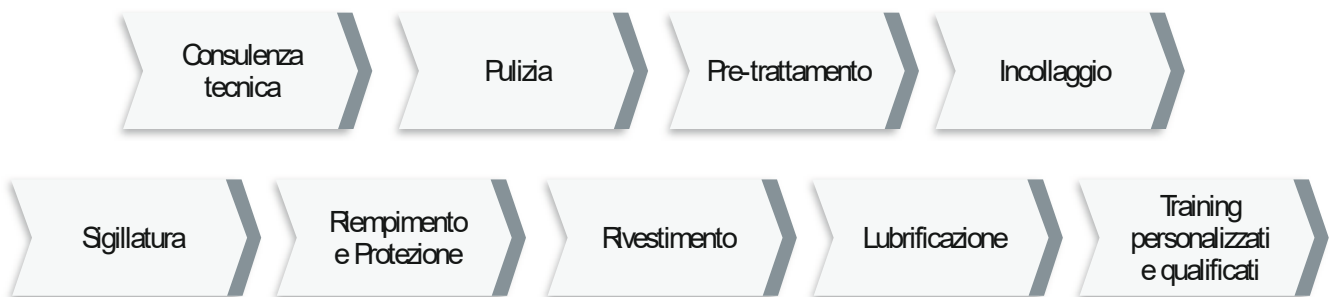 Consulenza
tecnica
Pulizia
Pre-trattamento
Incollaggio
Sigillatura
Riempimento
e Protezione
Rivestimento
Lubrificazione
Training
personalizzati
e qualificati